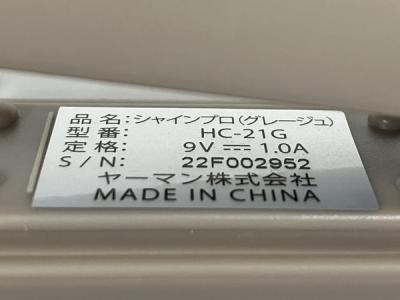 品名:シャインプロ(グレージュ)
型番: HC-21G
定格: 9V⎓1.0A
S/N: 22F002952
ヤーマン株式会社
MADE IN CHINA